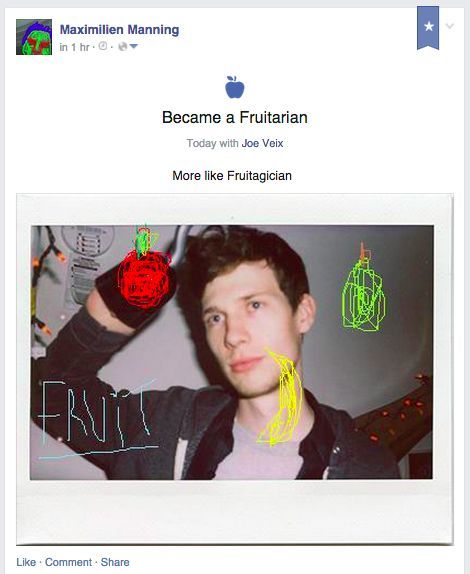 Maximilien Manning
in 1 hr · ·
Became a Fruitarian
Today with Joe Veix
More like Fruitagician
FRUIT
Like · Comment · Share